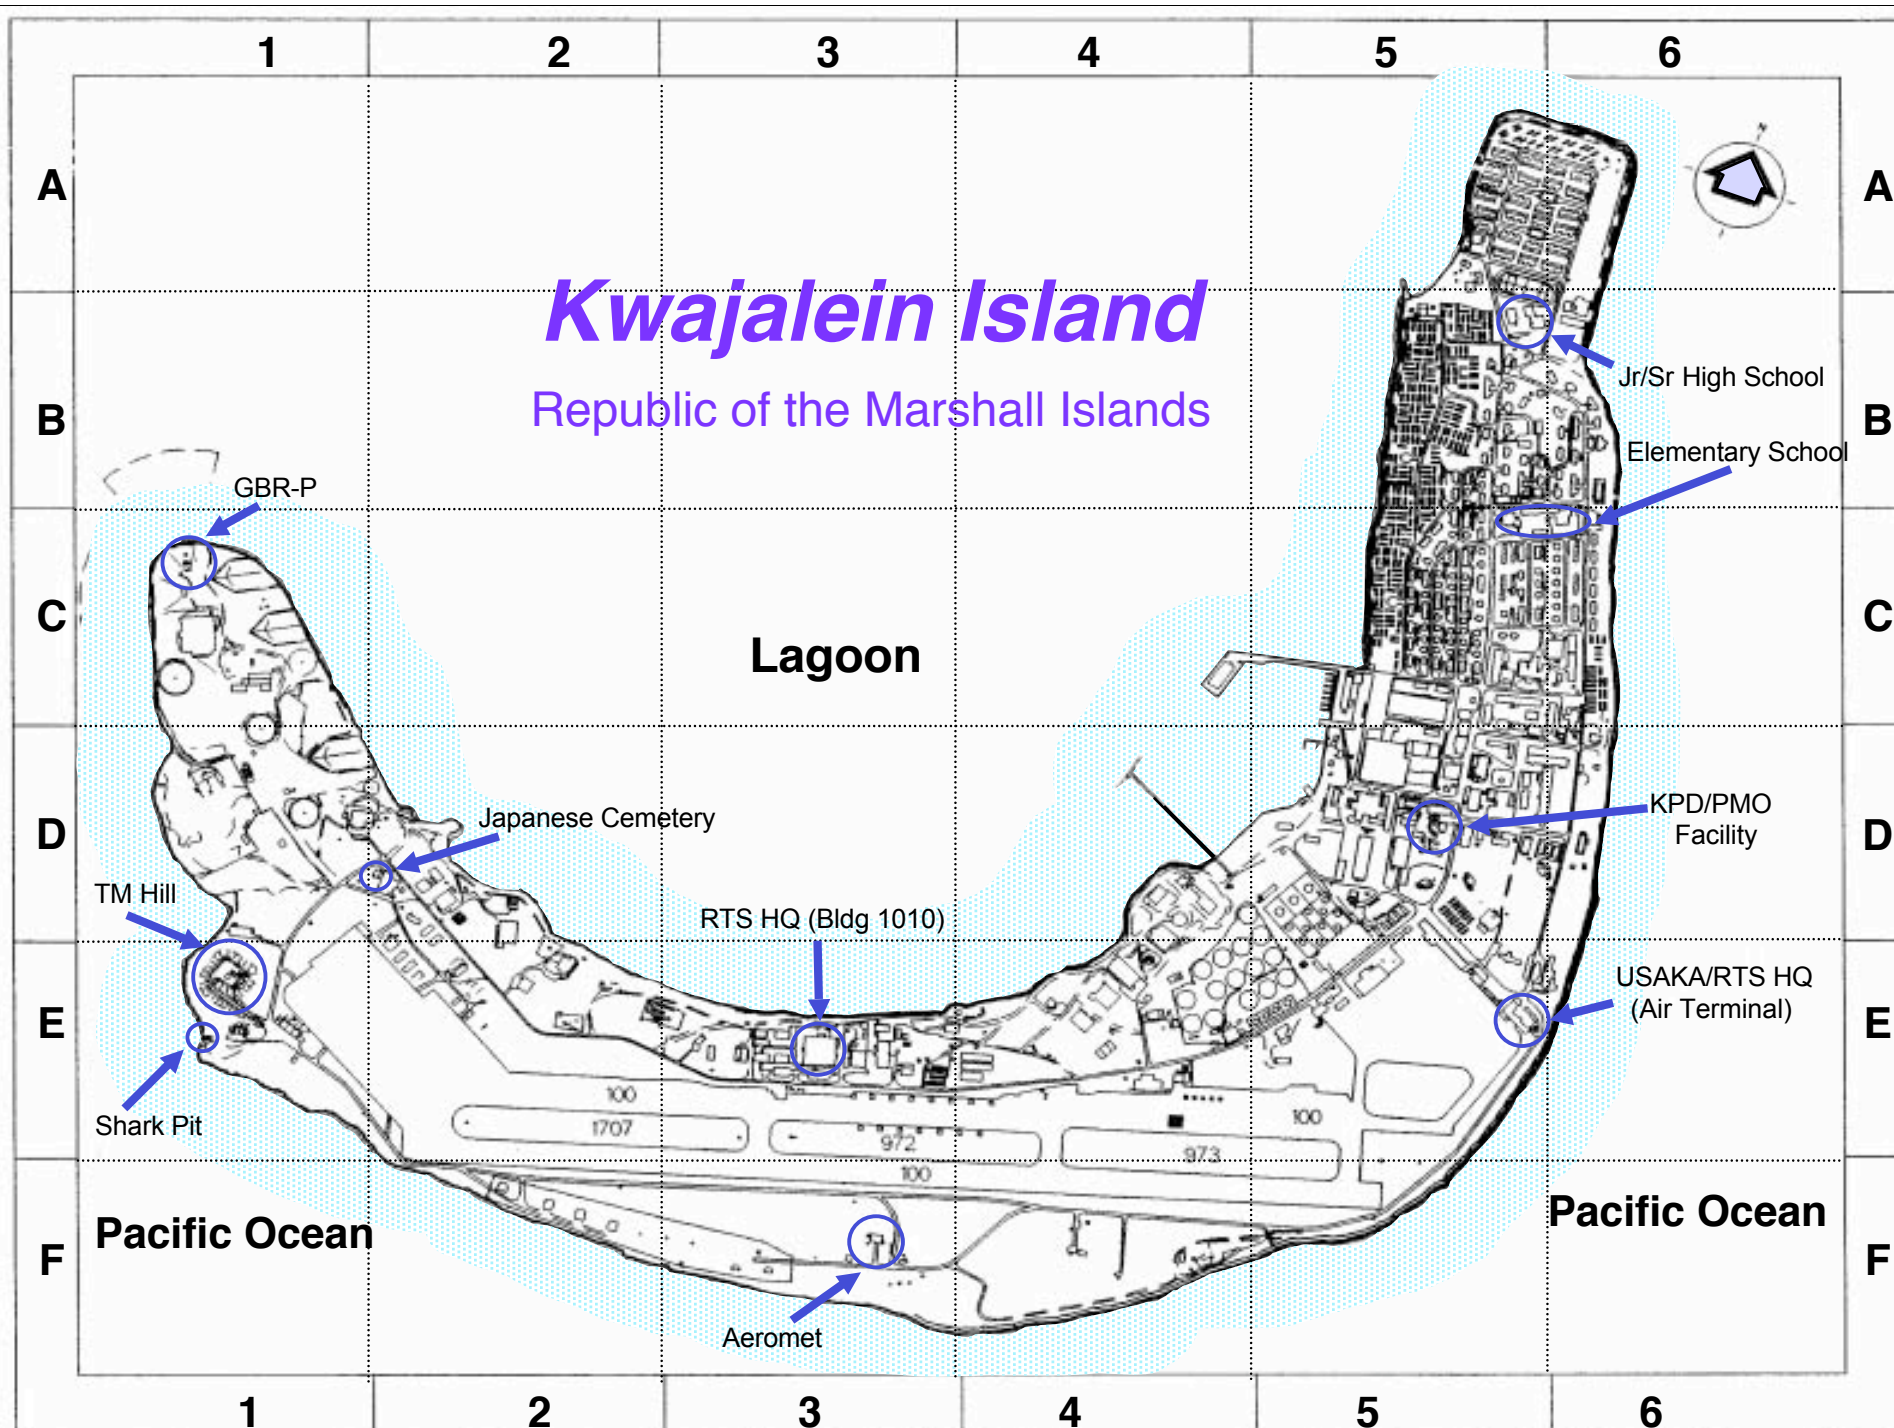 1 2 3 4 5 6
A A
Kwajalein Island
Republic of the Marshall Islands
Jr/Sr High School
B B
Elementary School
GBR-P
C C
Lagoon
Japanese Cemetery
KPD/PMO
Facility
D D
TM Hill
RTS HQ (Bldg 1010)
USAKA/RTS HQ
(Air Terminal)
E E
Shark Pit
100
100
1707
972
973
100
Pacific Ocean
Pacific Ocean
F F
Aeromet
1 2 3 4 5 6
N